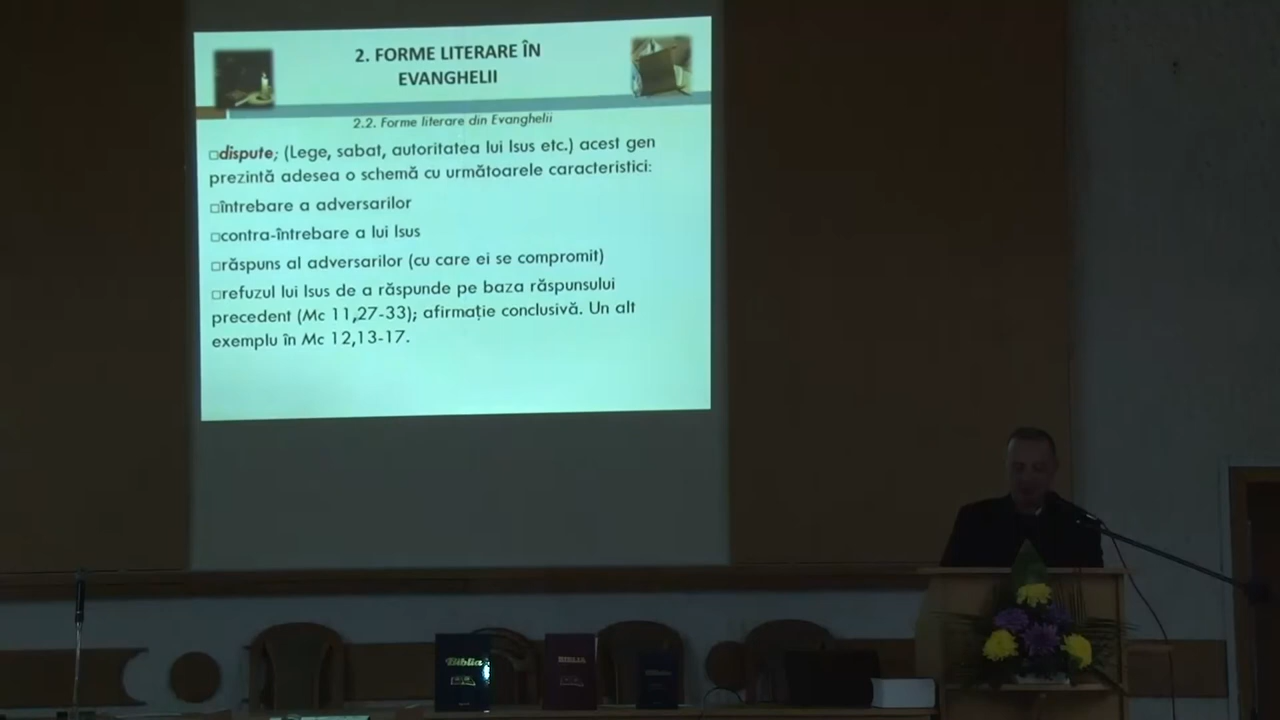 2. FORME LITERARE ÎN
EVANGHELII
2.2. Forme literare din Evanghelii
□dispute; (Lege, sabat, autoritatea lui Isus etc.) acest gen
prezintă adesea o schemă cu următoarele caracteristici:
□întrebare a adversarilor
□contra-întrebare a lui Isus
□răspuns al adversarilor (cu care ei se compromit)
□refuzul lui Isus de a răspunde pe baza răspunsului
precedent (Mc 11,27-33); afirmație conclusivă. Un alt
exemplu în Mc 12,13-17.
Biblia
BIBLIA